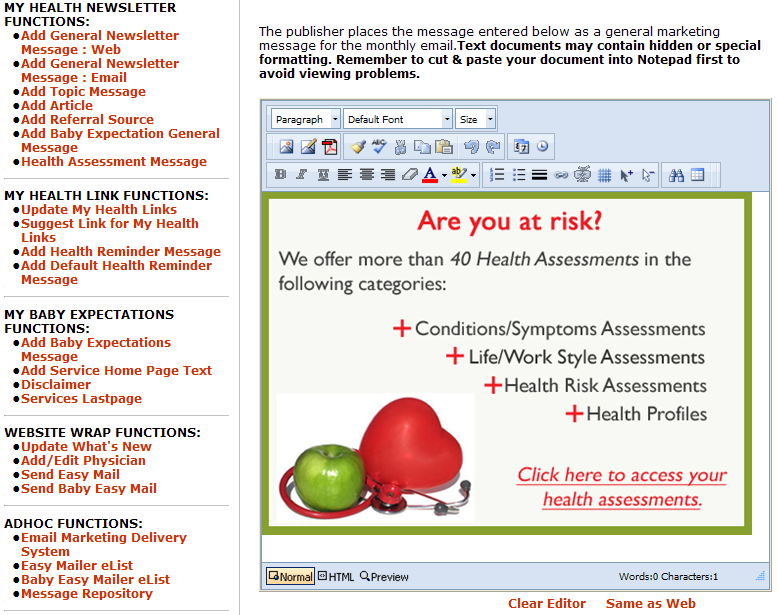 MY HEALTH NEWSLETTER
FUNCTIONS:
●Add General Newsletter
Message : Web
●Add General Newsletter
Message : Email
●Add Topic Message
●Add Article
●Add Referral Source
●Add Baby Expectation General
Message
●Health Assessment Message
MY HEALTH LINK FUNCTIONS:
●Update My Health Links
●Suggest Link for My Health
Links
●Add Health Reminder Message
●Add Default Health Reminder
Message
MY BABY EXPECTATIONS
FUNCTIONS:
●Add Baby Expectations
Message
●Add Service Home Page Text
●Disclaimer
●Services Lastpage
WEBSITE WRAP FUNCTIONS:
●Update What's New
●Add/Edit Physician
●Send Easy Mail
●Send Baby Easy Mail
ADHOC FUNCTIONS:
●Email Marketing Delivery
System
●Easy Mailer eList
●Baby Easy Mailer eList
●Message Repository
The publisher places the message entered below as a general marketing
message for the monthly email.Text documents may contain hidden or special
formatting. Remember to cut & paste your document into Notepad first to
avoid viewing problems.
Paragraph Default Font Size
ABC
B I U A ab
Are you at risk?
We offer more than 40 Health Assessments in the
following categories:
+ Conditions/Symptoms Assessments
+ Life/Work Style Assessments
+ Health Risk Assessments
+ Health Profiles
Click here to access your
health assessments.
Normal HTML Preview Words:0 Characters:1
Clear Editor Same as Web